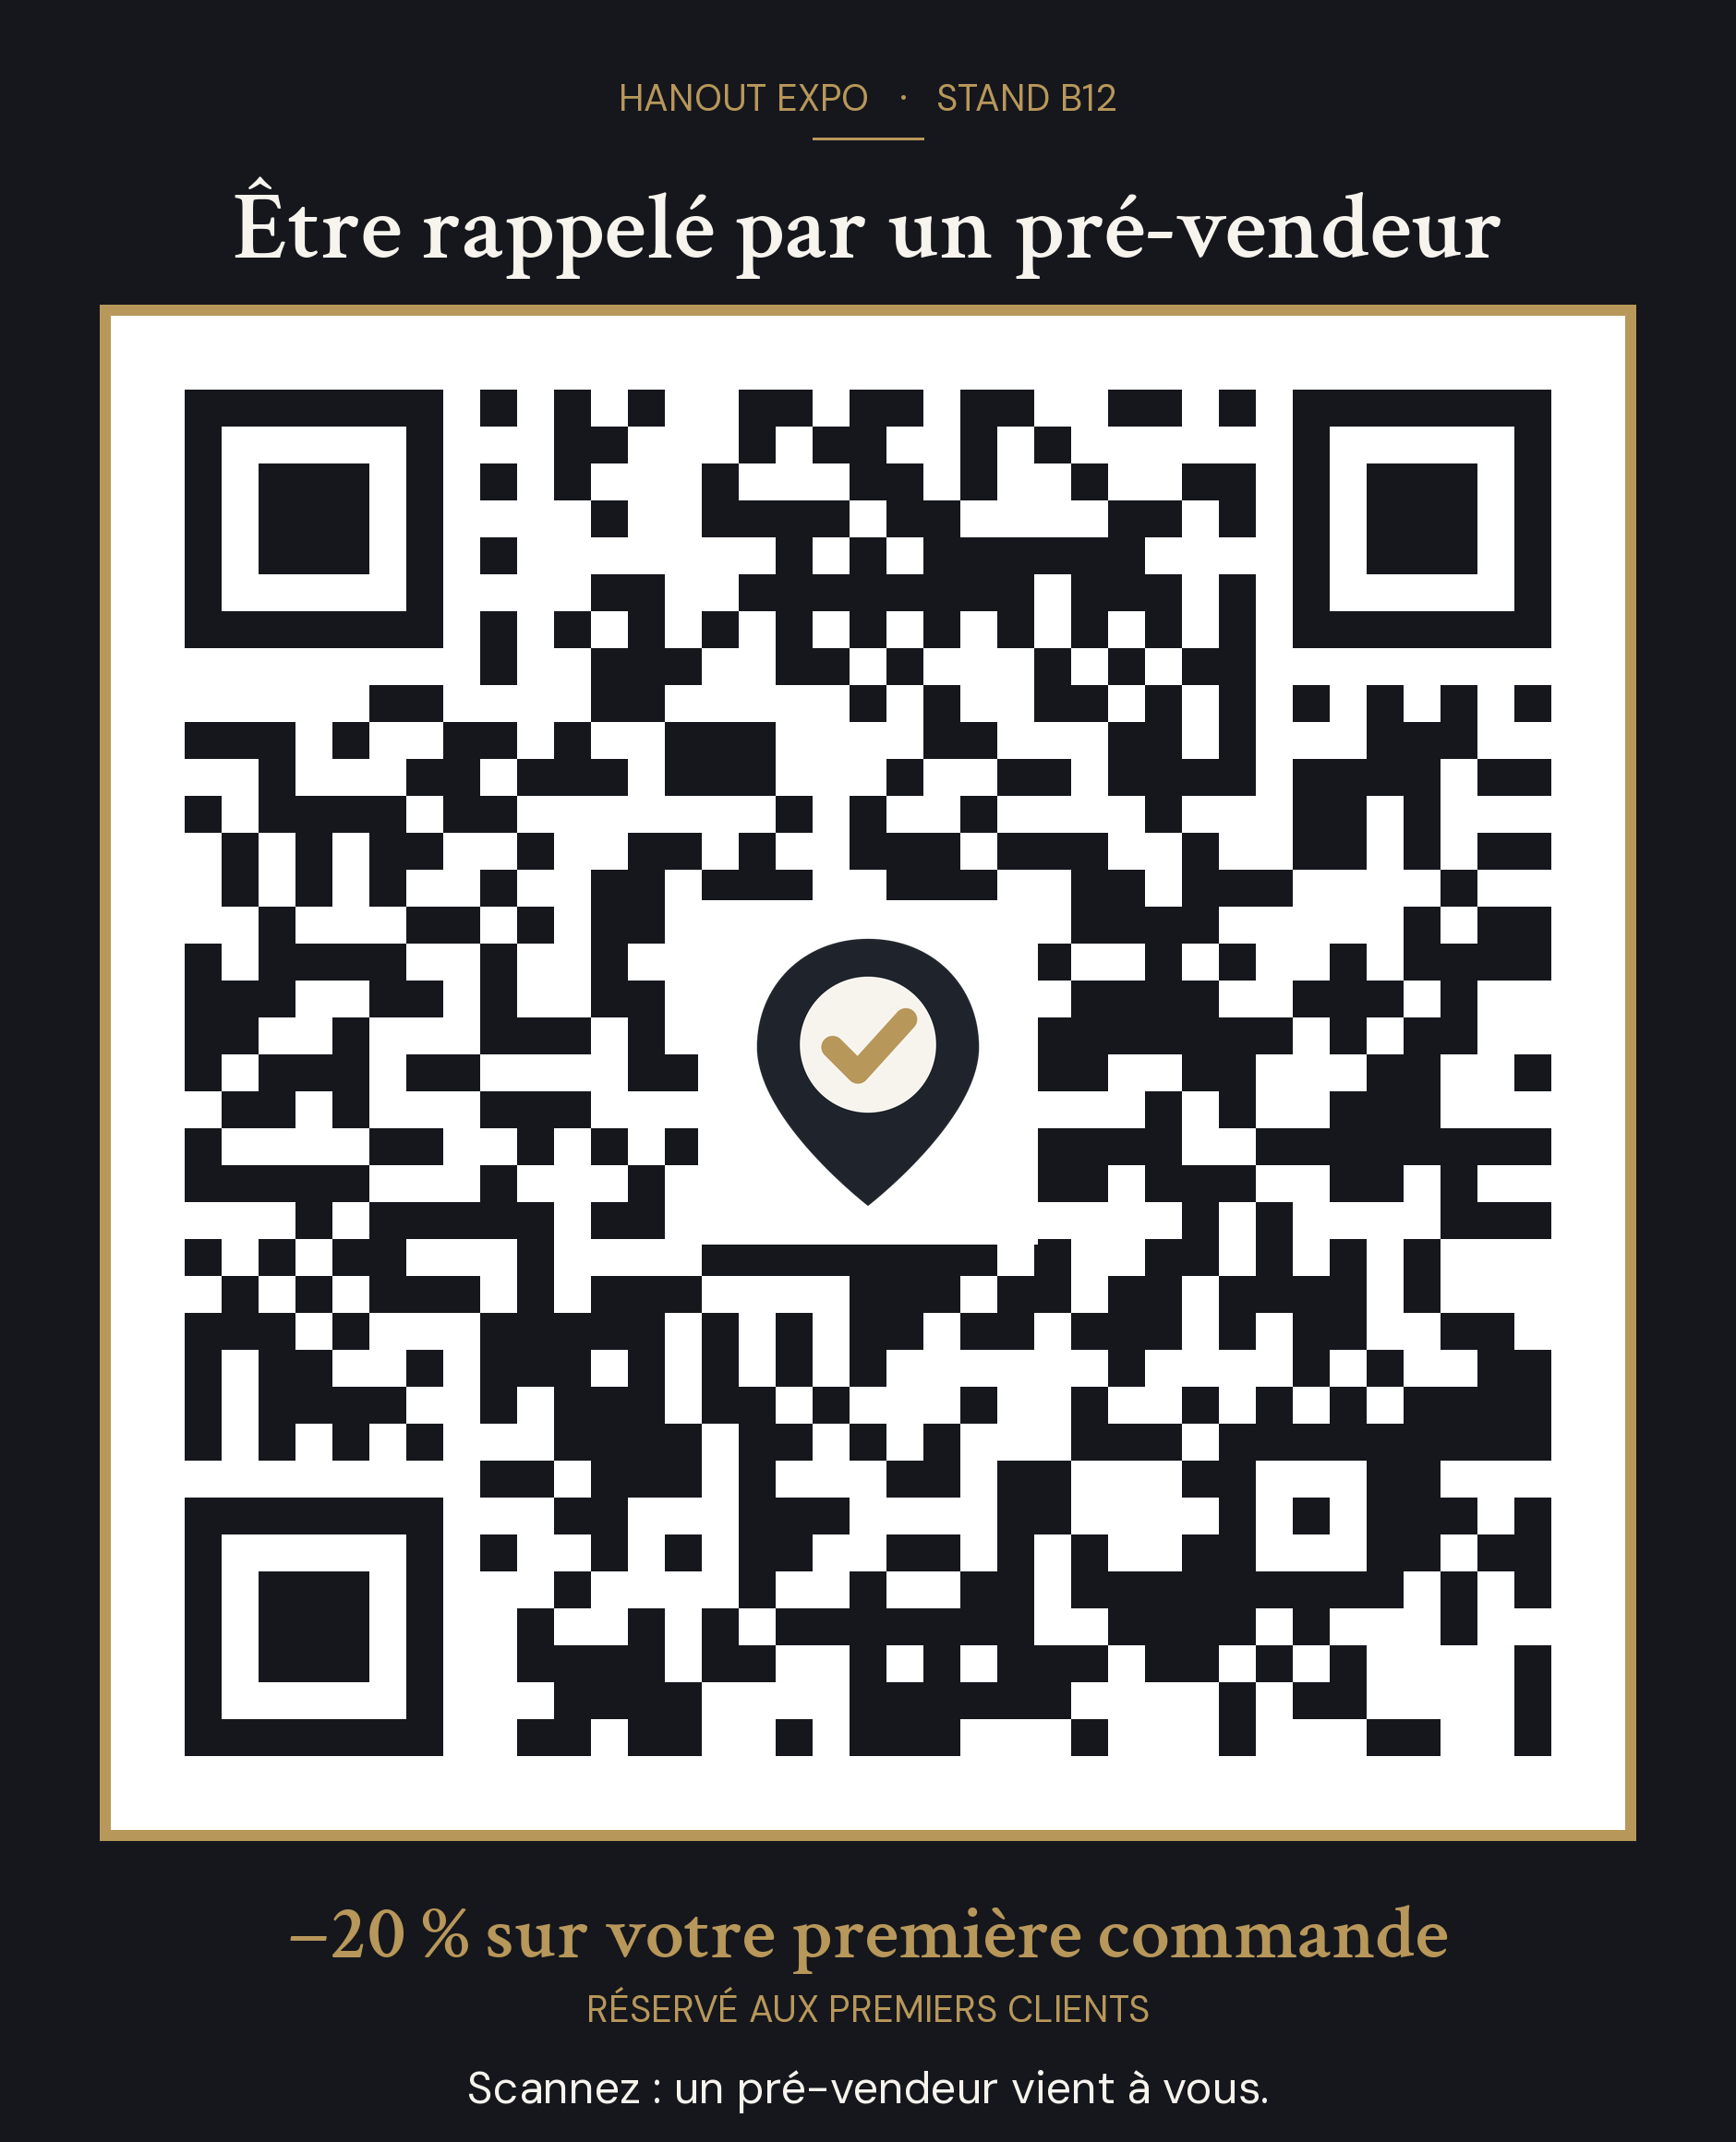 HANOUT EXPO · STAND B12
Être rappelé par un pré-vendeur
–20 % sur votre première commande
RÉSERVÉ AUX PREMIERS CLIENTS
Scannez : un pré-vendeur vient à vous.